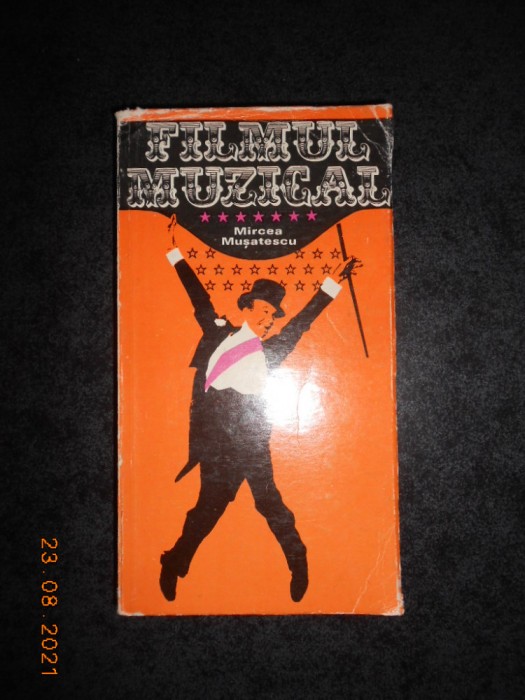 FILMUL
MUZICAL
Mircea
Mușatescu
23.08.2021